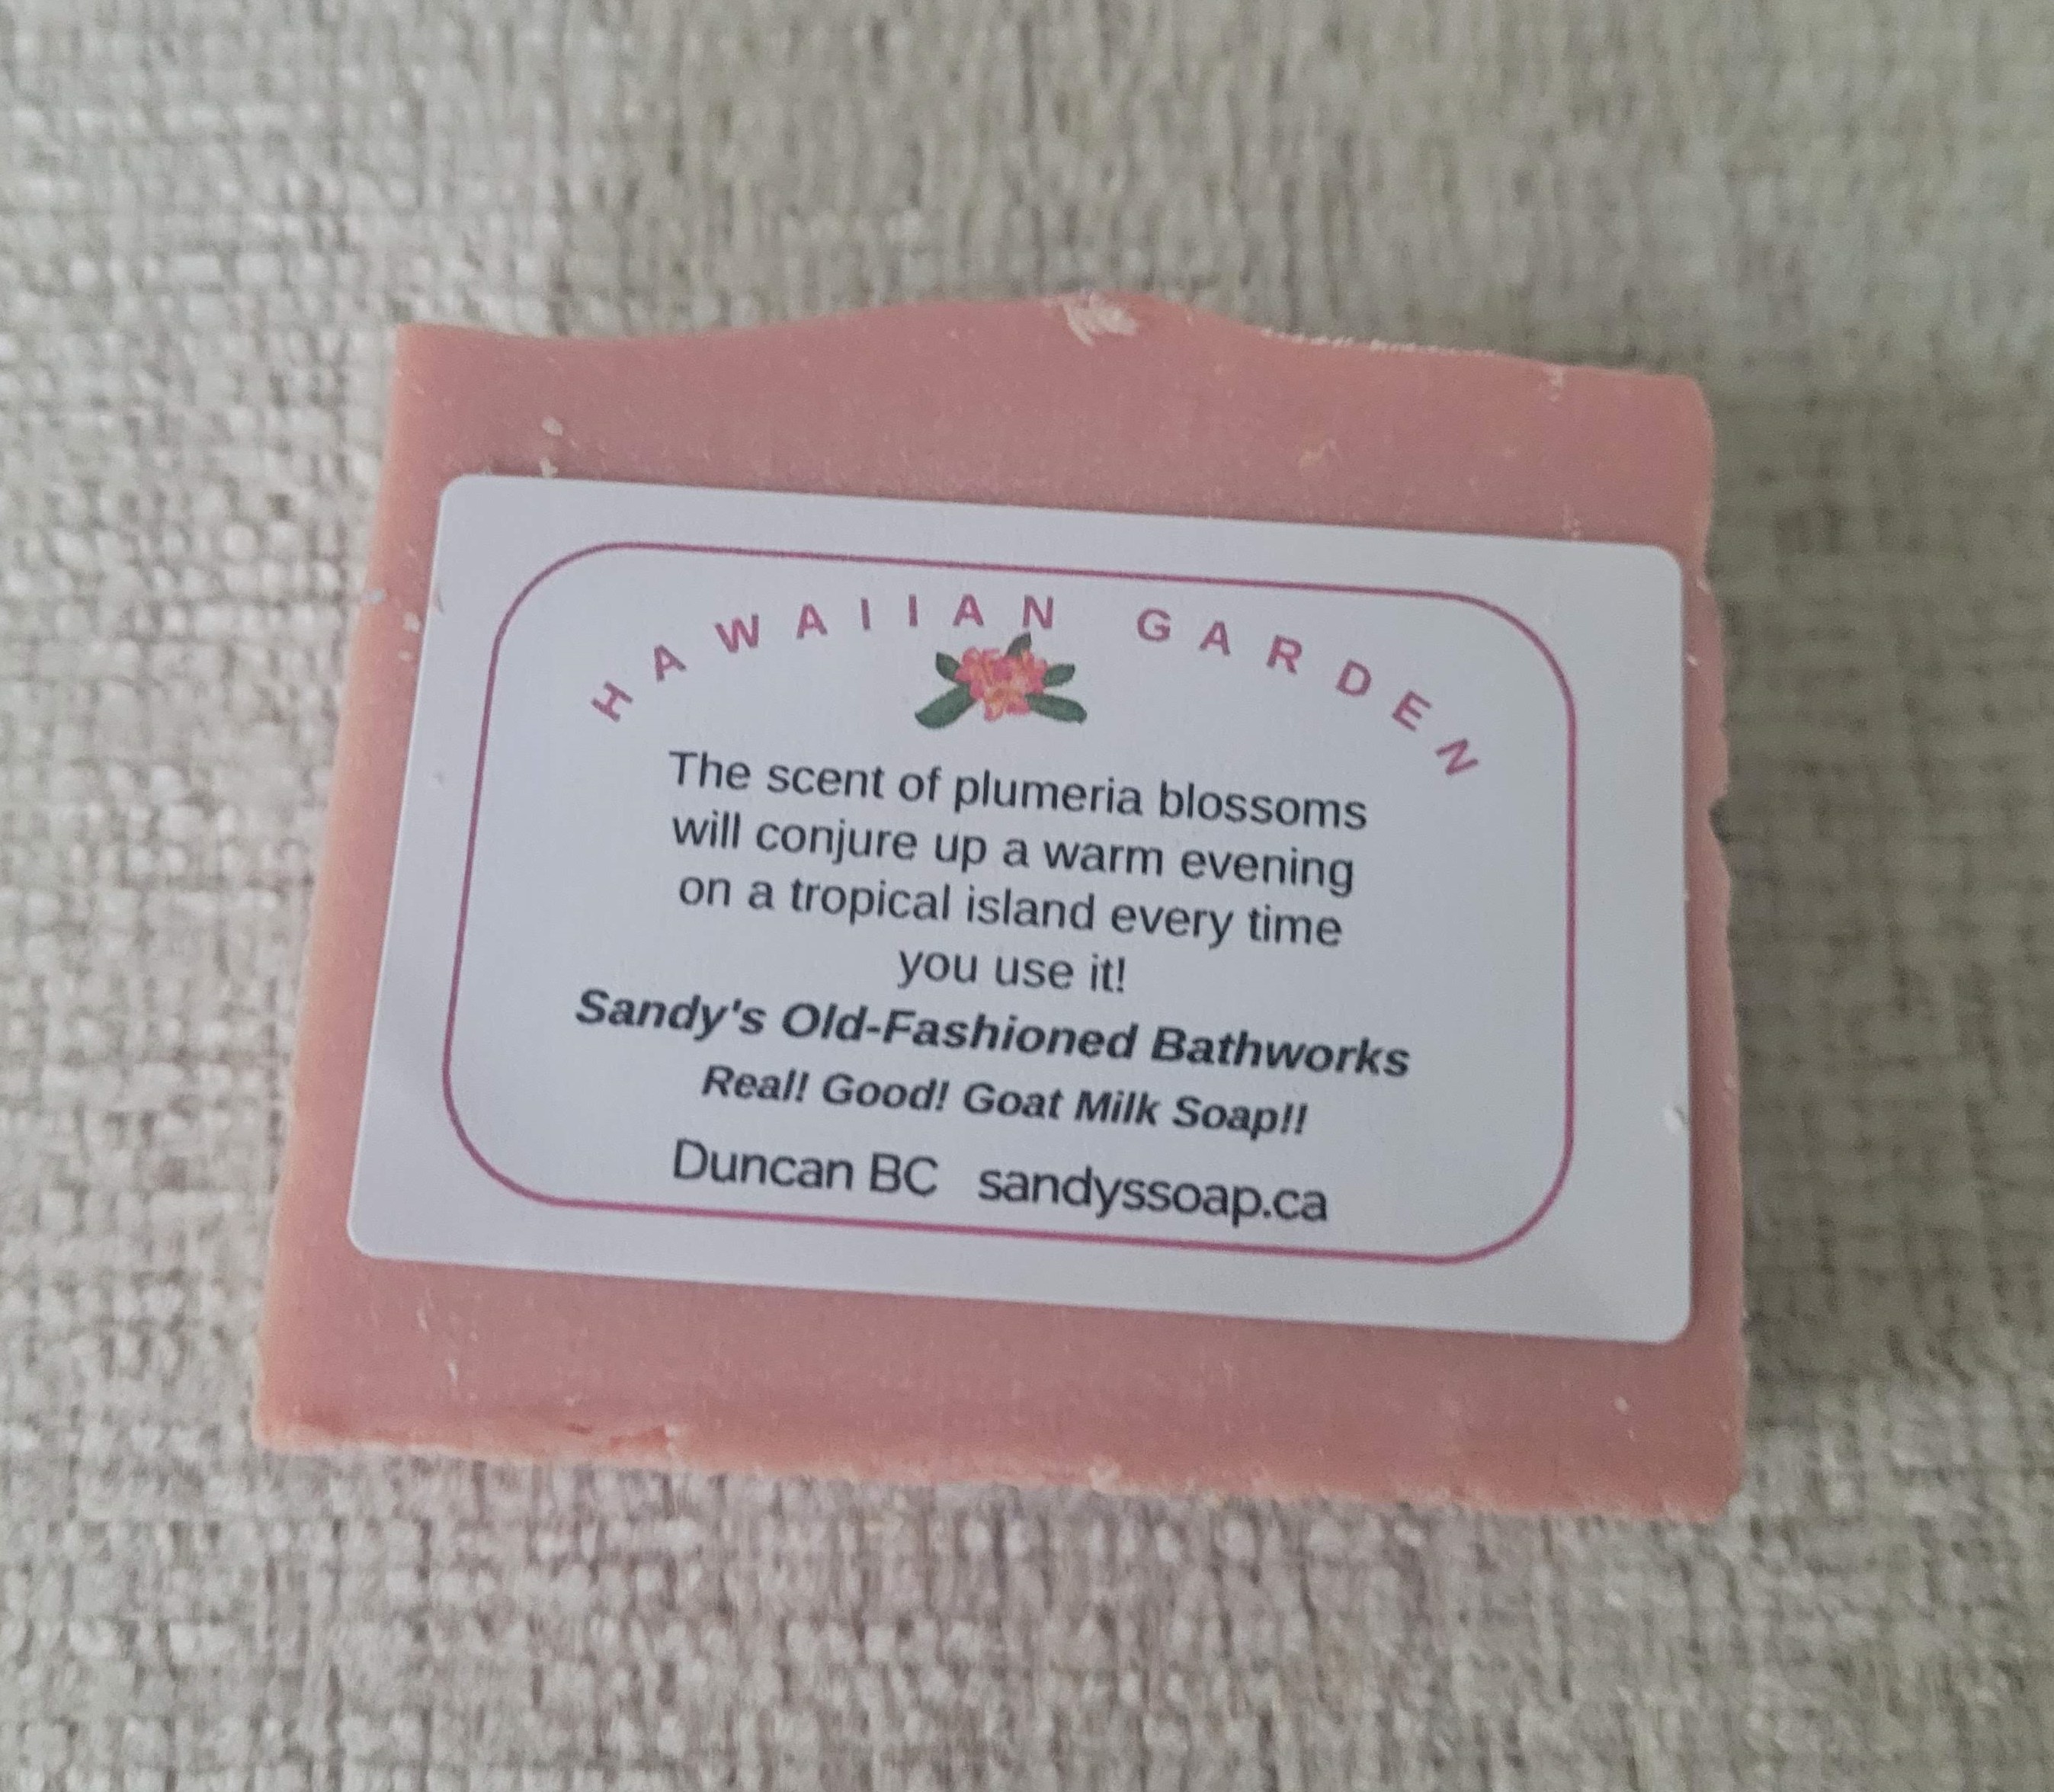 HAWAIIAN GARDEN
The scent of plumeria blossoms
will conjure up a warm evening
on a tropical island every time
you use it!
Sandy's Old-Fashioned Bathworks
Real! Good! Goat Milk Soap!!
Duncan BC sandyssoap.ca